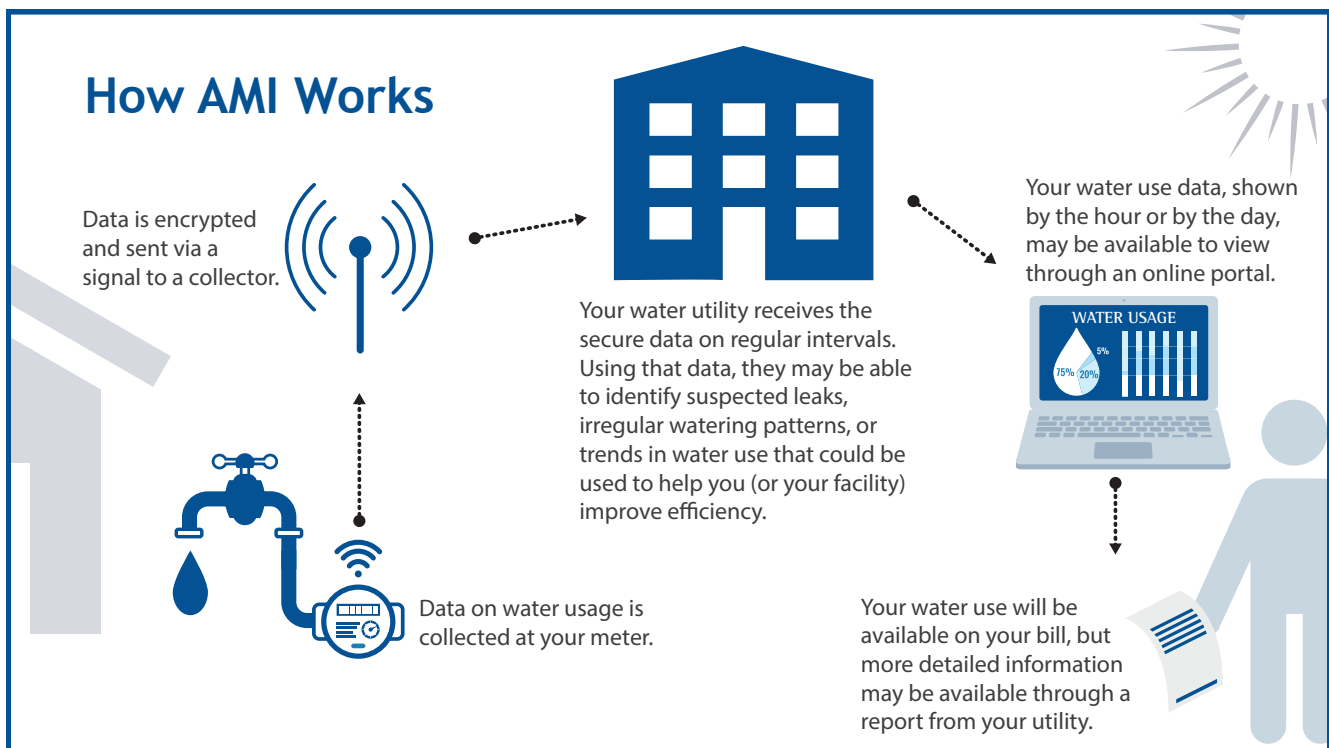 How AMI Works
Data is encrypted
and sent via a
signal to a collector.
Your water utility receives the
secure data on regular intervals.
Using that data, they may be able
to identify suspected leaks,
irregular watering patterns, or
trends in water use that could be
used to help you (or your facility)
improve efficiency.
Your water use data, shown
by the hour or by the day,
may be available to view
through an online portal.
WATER USAGE
5%
75%
20%
Data on water usage is
collected at your meter.
Your water use will be
available on your bill, but
more detailed information
may be available through a
report from your utility.